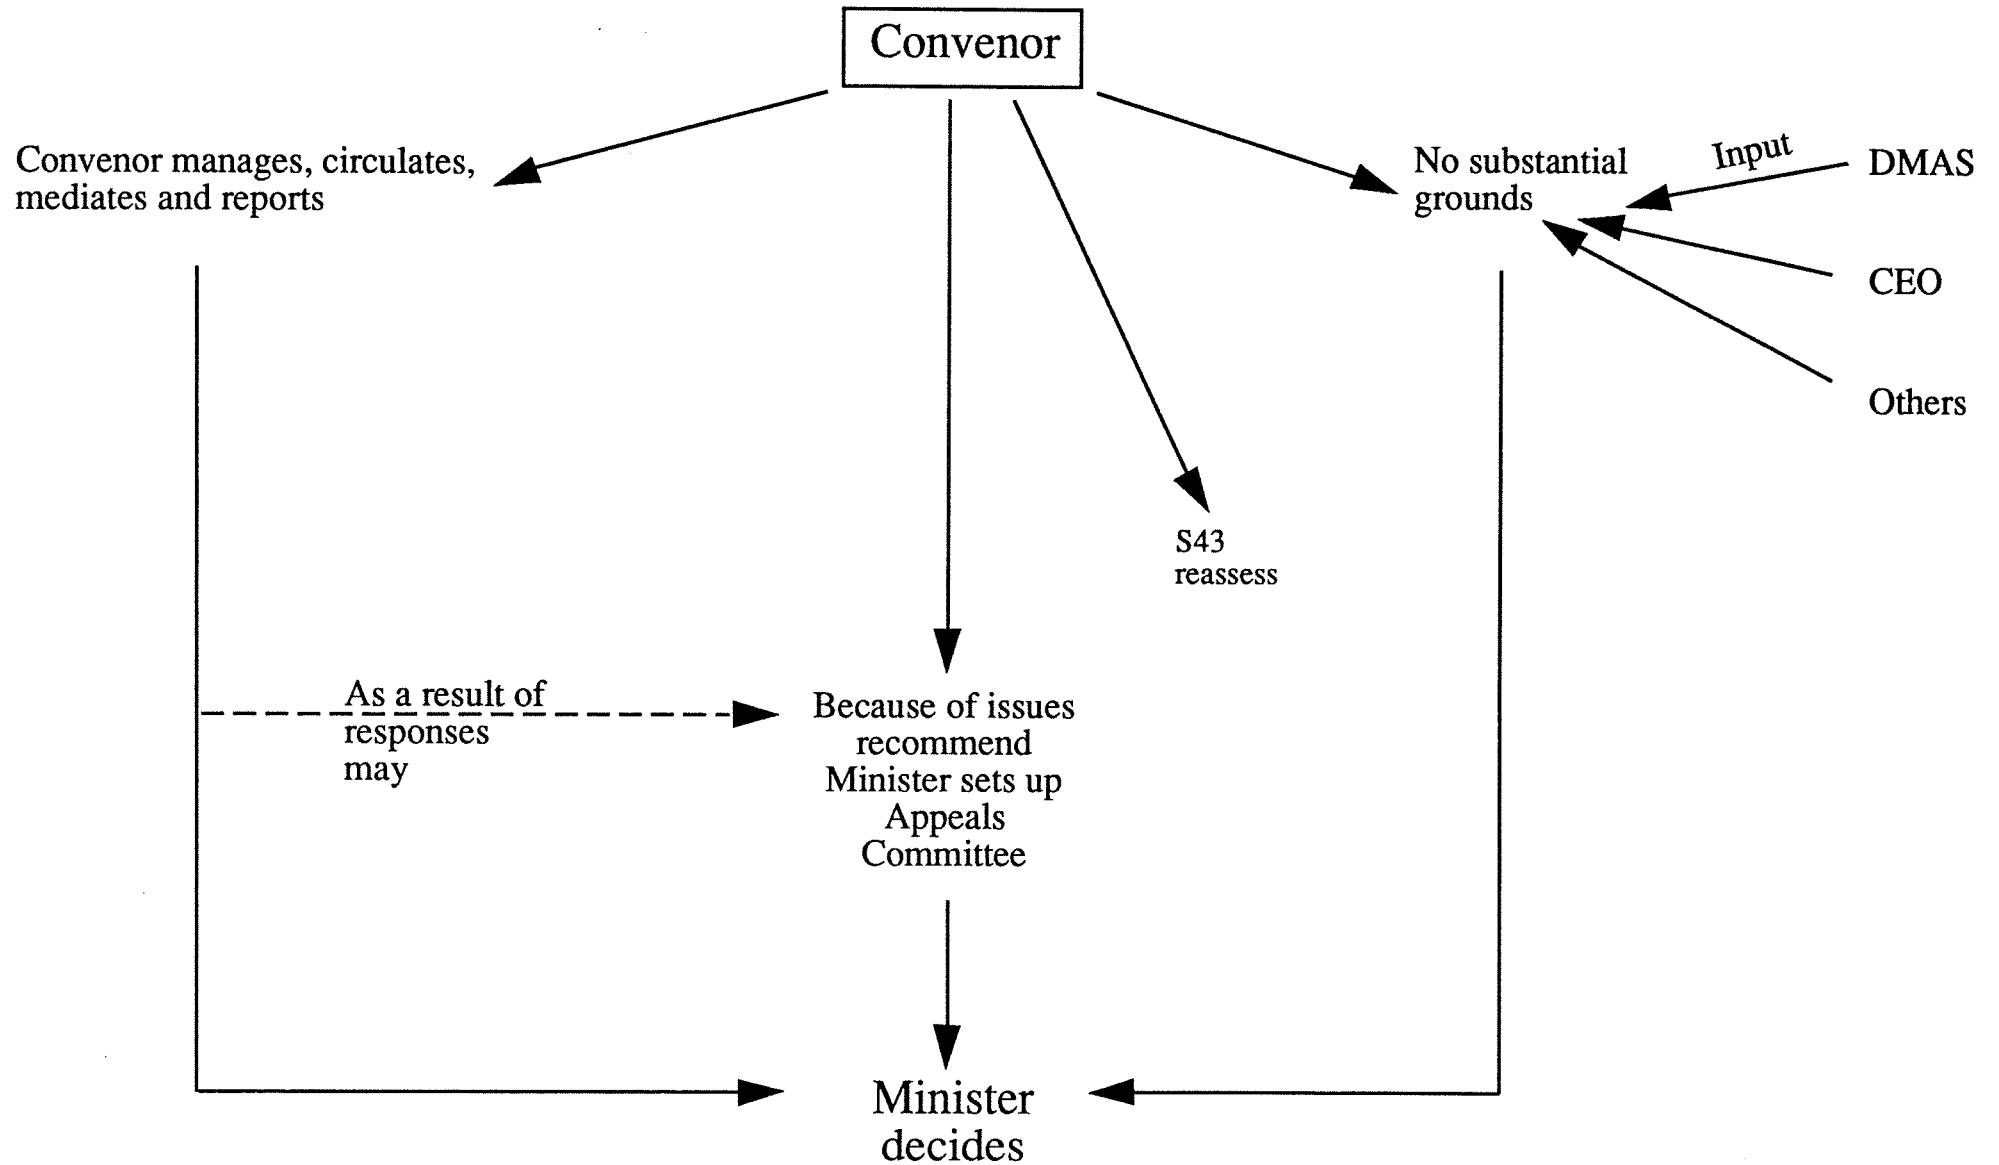 Convenor
Convenor manages, circulates,
mediates and reports
No substantial
grounds
Input
DMAS
CEO
Others
S43
reassess
As a result of
responses
may
Because of issues
recommend
Minister sets up
Appeals
Committee
Minister
decides